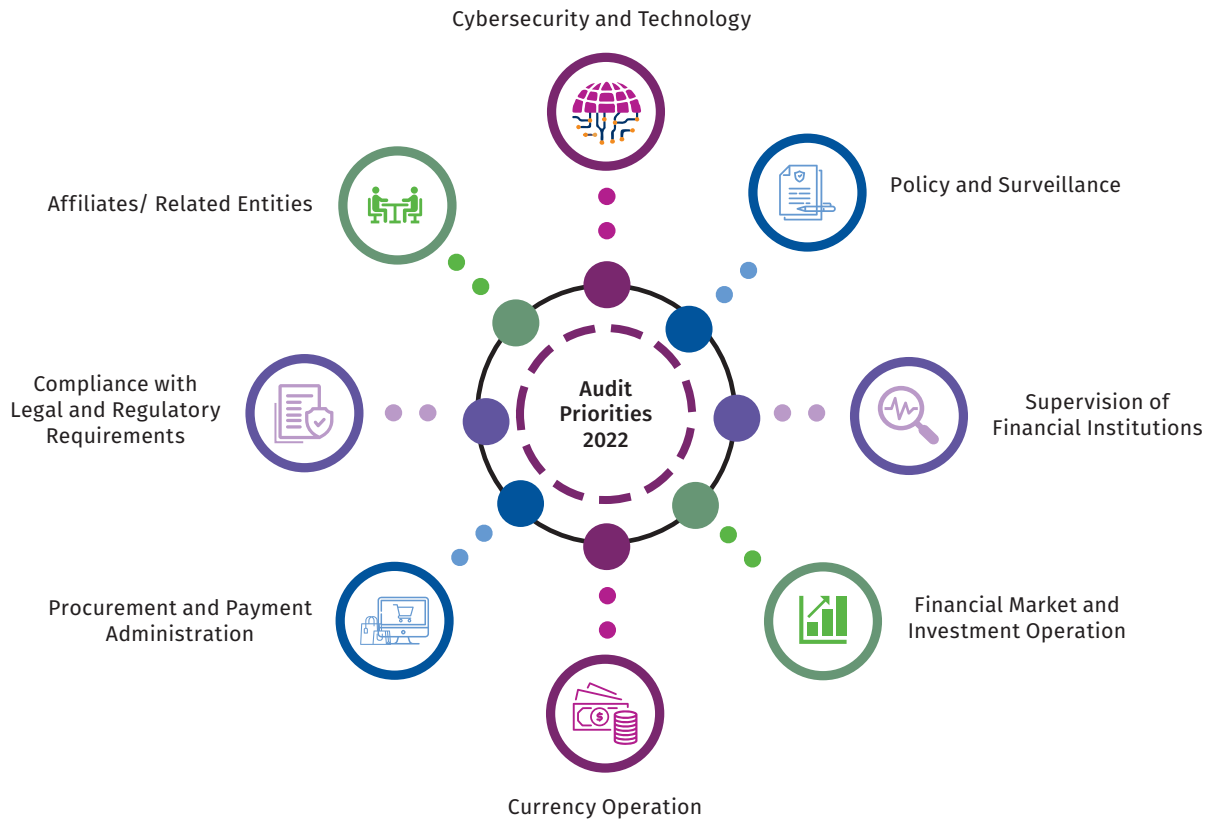 Cybersecurity and Technology
Policy and Surveillance
Affiliates/ Related Entities
Compliance with
Legal and Regulatory
Requirements
Audit
Priorities
2022
Supervision of
Financial Institutions
Procurement and Payment
Administration
Financial Market and
Investment Operation
$
Currency Operation